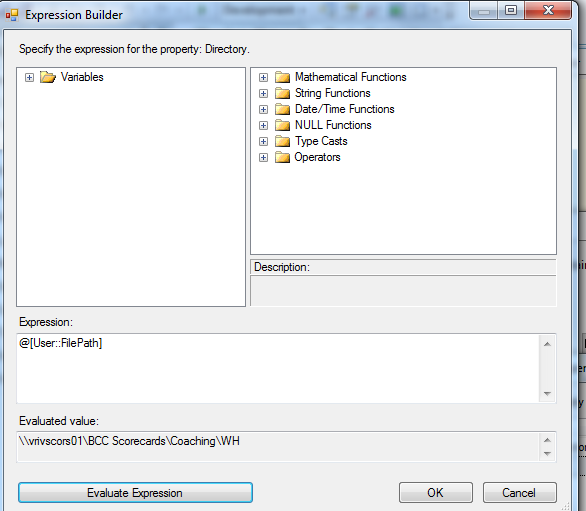 Expression Builder
Specify the expression for the property: Directory.
Variables
Mathematical Functions
String Functions
Date/Time Functions
NULL Functions
Type Casts
Operators
Description:
Expression:
@[User::FilePath]
Evaluated value:
\\vrivscors01\BCC Scorecards\Coaching\WH
Evaluate Expression
OK
Cancel